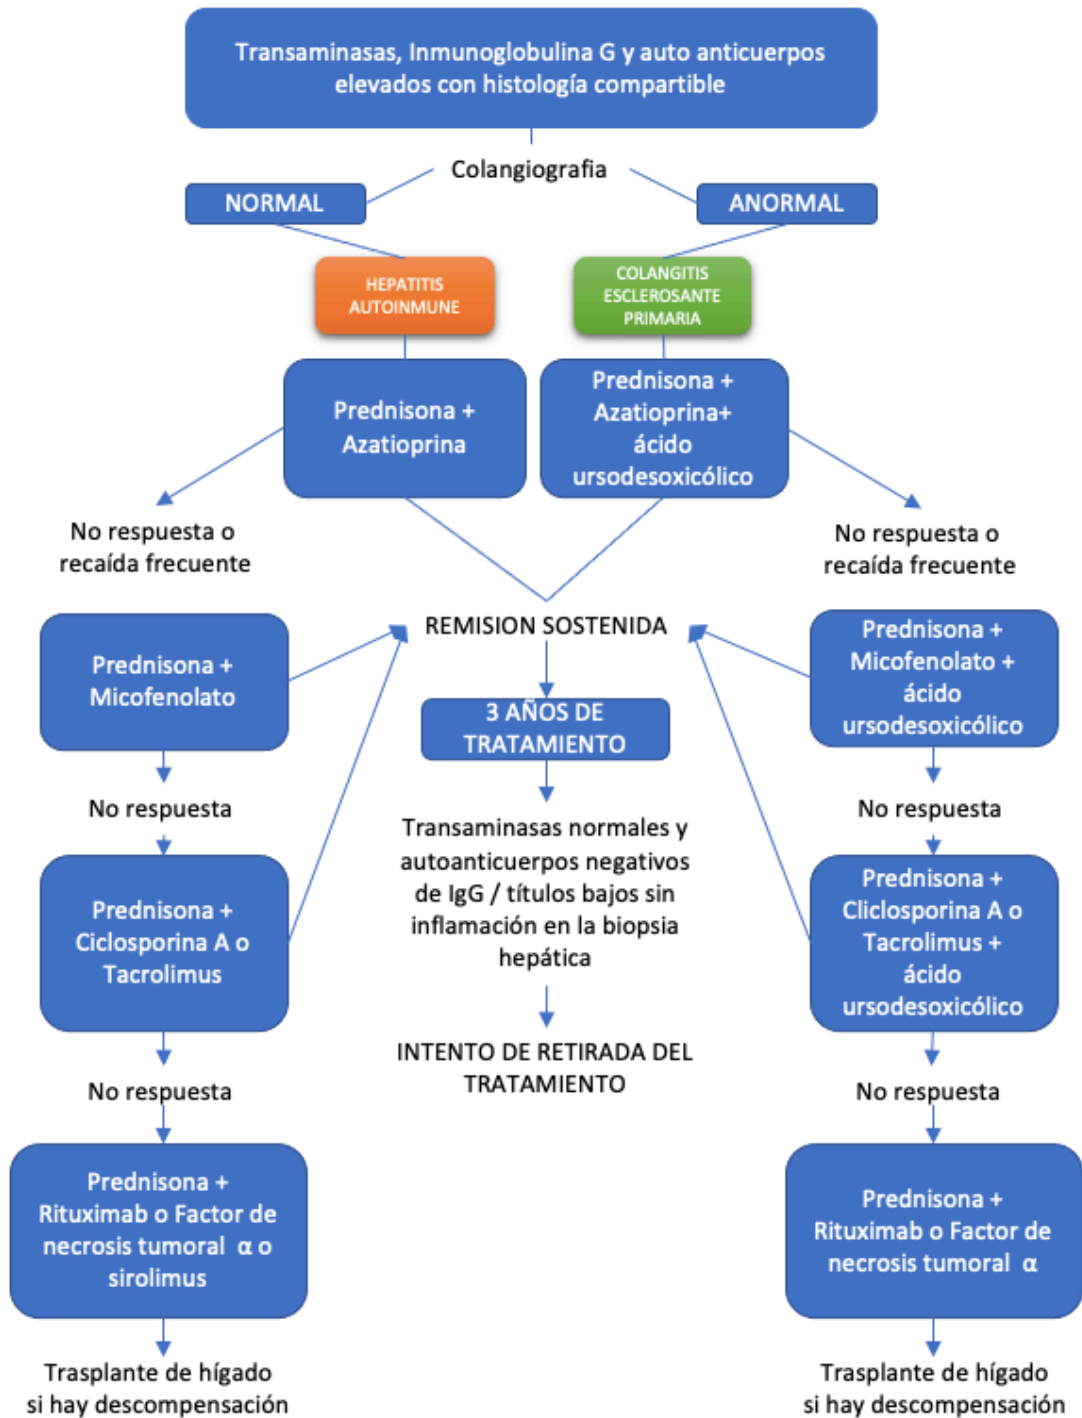 Transaminasas, Inmunoglobulina G y auto anticuerpos
elevados con histología compartible
Colangiografia
NORMAL
ANORMAL
HEPATITIS
AUTOINMUNE
COLANGITIS
ESCLEROSANTE
PRIMARIA
Prednisona +
Azatioprina
Prednisona +
Azatioprina+
ácido
ursodesoxicólico
No respuesta o
recaída frecuente
No respuesta o
recaída frecuente
REMISION SOSTENIDA
Prednisona +
Micofenolato
Prednisona +
Micofenolato +
ácido
ursodesoxicólico
3 AÑOS DE
TRATAMIENTO
No respuesta
No respuesta
Transaminasas normales y
autoanticuerpos negativos
de IgG / títulos bajos sin
inflamación en la biopsia
hepática
Prednisona +
Ciclosporina A o
Tacrolimus
Prednisona +
Cliclosporina A o
Tacrolimus +
ácido
ursodesoxicólico
INTENTO DE RETIRADA DEL
TRATAMIENTO
No respuesta
No respuesta
Prednisona +
Rituximab o Factor de
necrosis tumoral α o
sirolimus
Prednisona +
Rituximab o Factor de
necrosis tumoral α
Trasplante de hígado
si hay descompensación
Trasplante de hígado
si hay descompensación